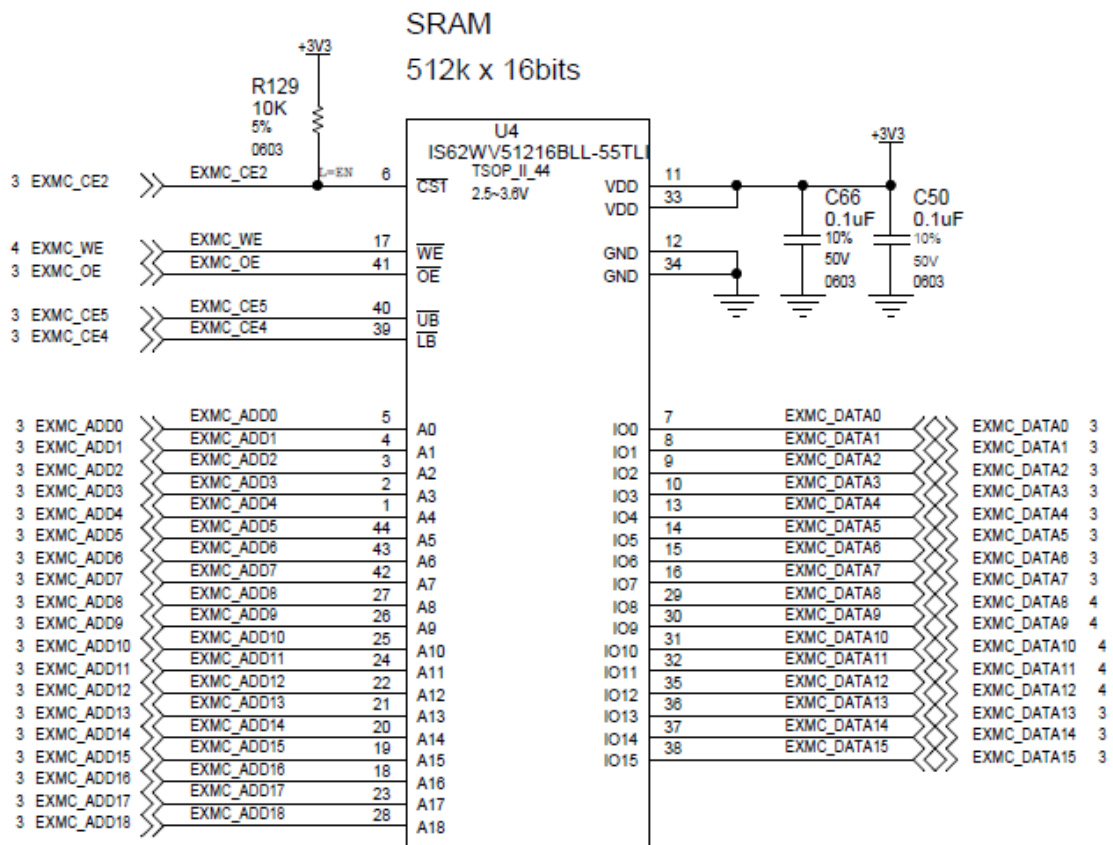 SRAM
512k x 16bits
+3V3
R129
10K
5%
0603
U4
IS62WV51216BLL-55TLI
TSOP_II_44
2.5~3.6V
3 EXMC_CE2 EXMC_CE2 L=EN 6 CS1
4 EXMC_WE EXMC_WE 17 WE
3 EXMC_OE EXMC_OE 41 OE
3 EXMC_CE5 EXMC_CE5 40 UB
3 EXMC_CE4 EXMC_CE4 39 LB
VDD 11
VDD 33
GND 12
GND 34
+3V3
C66
0.1uF
10%
50V
0603
C50
0.1uF
10%
50V
0603
3 EXMC_ADD0 EXMC_ADD0 5 A0
3 EXMC_ADD1 EXMC_ADD1 4 A1
3 EXMC_ADD2 EXMC_ADD2 3 A2
3 EXMC_ADD3 EXMC_ADD3 2 A3
3 EXMC_ADD4 EXMC_ADD4 1 A4
3 EXMC_ADD5 EXMC_ADD5 44 A5
3 EXMC_ADD6 EXMC_ADD6 43 A6
3 EXMC_ADD7 EXMC_ADD7 42 A7
3 EXMC_ADD8 EXMC_ADD8 27 A8
3 EXMC_ADD9 EXMC_ADD9 26 A9
3 EXMC_ADD10 EXMC_ADD10 25 A10
3 EXMC_ADD11 EXMC_ADD11 24 A11
3 EXMC_ADD12 EXMC_ADD12 22 A12
3 EXMC_ADD13 EXMC_ADD13 21 A13
3 EXMC_ADD14 EXMC_ADD14 20 A14
3 EXMC_ADD15 EXMC_ADD15 19 A15
3 EXMC_ADD16 EXMC_ADD16 18 A16
3 EXMC_ADD17 EXMC_ADD17 23 A17
3 EXMC_ADD18 EXMC_ADD18 28 A18
IO0 7 EXMC_DATA0 EXMC_DATA0 3
IO1 8 EXMC_DATA1 EXMC_DATA1 3
IO2 9 EXMC_DATA2 EXMC_DATA2 3
IO3 10 EXMC_DATA3 EXMC_DATA3 3
IO4 13 EXMC_DATA4 EXMC_DATA4 3
IO5 14 EXMC_DATA5 EXMC_DATA5 3
IO6 15 EXMC_DATA6 EXMC_DATA6 3
IO7 16 EXMC_DATA7 EXMC_DATA7 3
IO8 29 EXMC_DATA8 EXMC_DATA8 4
IO9 30 EXMC_DATA9 EXMC_DATA9 4
IO10 31 EXMC_DATA10 EXMC_DATA10 4
IO11 32 EXMC_DATA11 EXMC_DATA11 4
IO12 35 EXMC_DATA12 EXMC_DATA12 4
IO13 36 EXMC_DATA13 EXMC_DATA13 3
IO14 37 EXMC_DATA14 EXMC_DATA14 3
IO15 38 EXMC_DATA15 EXMC_DATA15 3